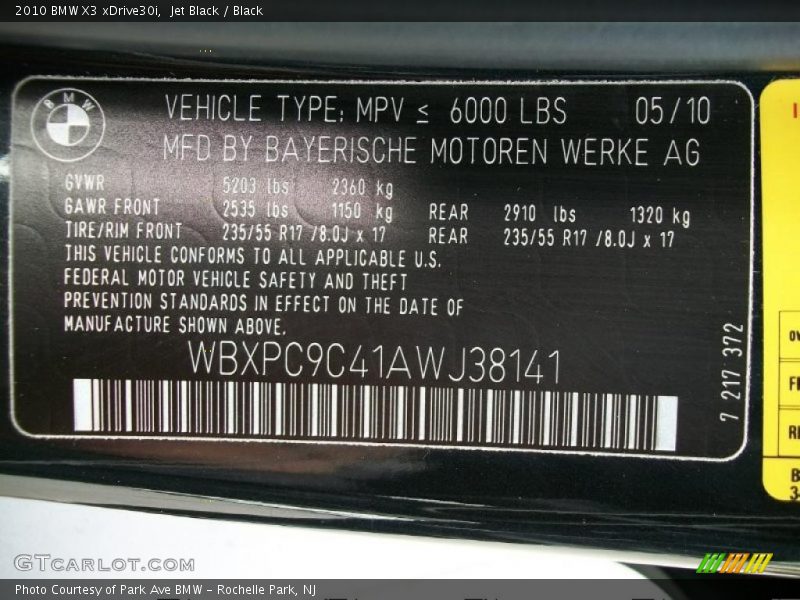 2010 BMW X3 xDrive30i, Jet Black / Black
BMW
VEHICLE TYPE: MPV ≤ 6000 LBS 05/10
MFD BY BAYERISCHE MOTOREN WERKE AG
GVWR 5203 lbs 2360 kg
GAWR FRONT 2535 lbs 1150 kg REAR 2910 lbs 1320 kg
TIRE/RIM FRONT 235/55 R17 /8.0J x 17 REAR 235/55 R17 /8.0J x 17
THIS VEHICLE CONFORMS TO ALL APPLICABLE U.S.
FEDERAL MOTOR VEHICLE SAFETY AND THEFT
PREVENTION STANDARDS IN EFFECT ON THE DATE OF
MANUFACTURE SHOWN ABOVE.
WBXPC9C41AWJ38141
7 217 372
GTCARLOT.COM
Photo Courtesy of Park Ave BMW - Rochelle Park, NJ